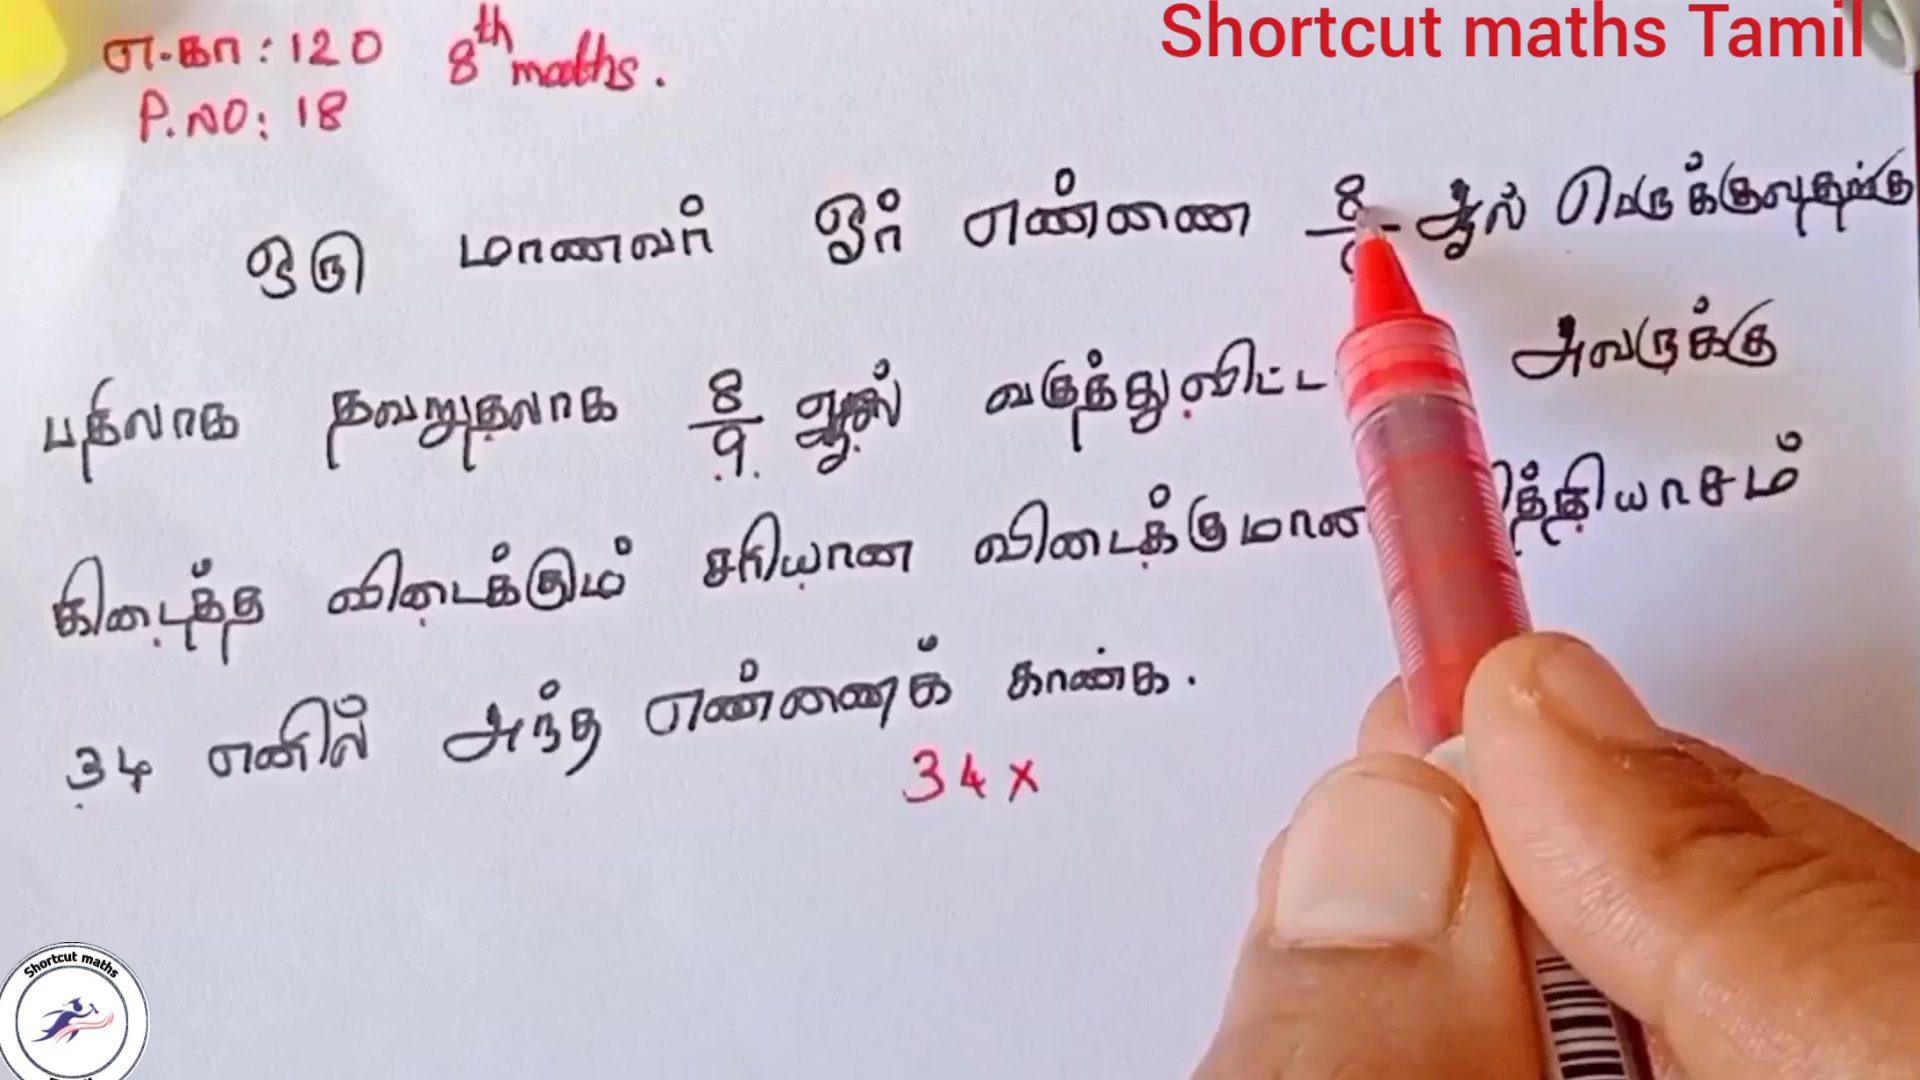 Shortcut maths Tamil
எ.கா : 120 8th maths.
P.NO: 18
ஒரு மாணவர் ஓர் எண்ணை 8 ஆல் பெருக்குவதற்கு
பதிலாக தவறுதலாக 8/9 ஆல் வகுத்துவிட்ட அவருக்கு
கிடைத்த விடைக்கும் சரியான விடைக்குமான
34 எனில் அந்த எண்ணைக் காண்க.
34 x
Shortcut maths